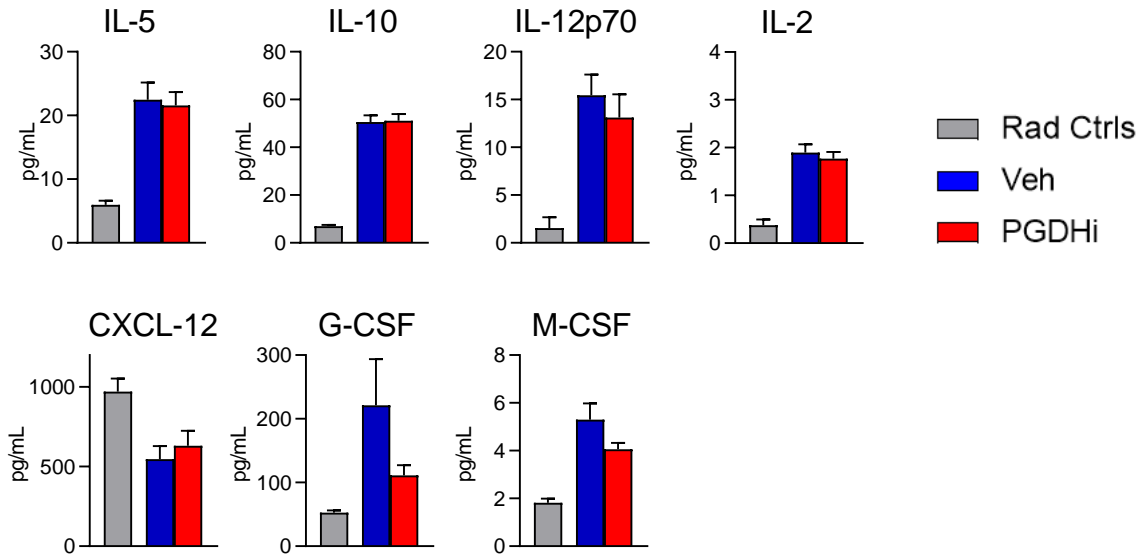 IL-5 IL-10 IL-12p70 IL-2
30 80 20 4
20 60 15 3
10 40 10 2
0 20 5 1
0 0 0
pg/mL pg/mL pg/mL pg/mL
Rad Ctrls
Veh
PGDHi
CXCL-12 G-CSF M-CSF
1000 300 8
500 200 6
0 100 4
0 2
0
pg/mL pg/mL pg/mL